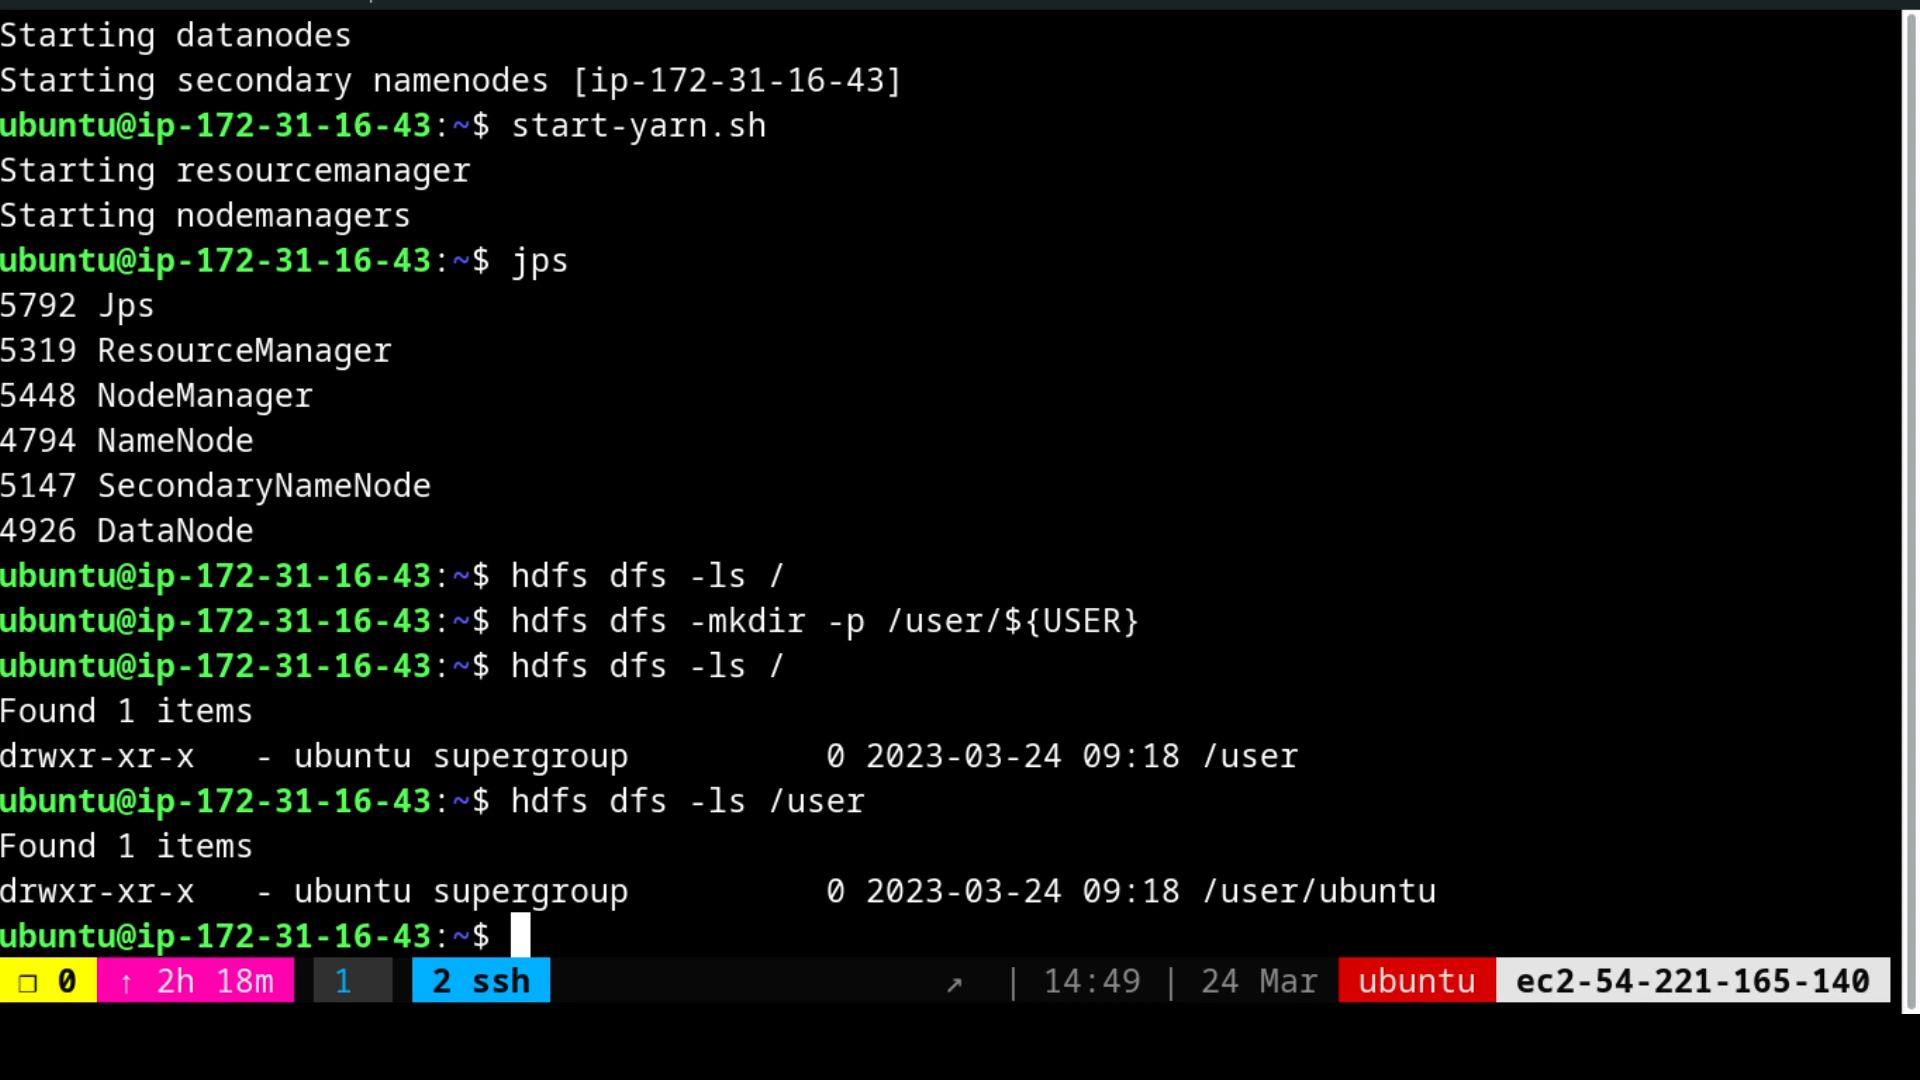 Starting datanodes
Starting secondary namenodes [ip-172-31-16-43]
ubuntu@ip-172-31-16-43:~$ start-yarn.sh
Starting resourcemanager
Starting nodemanagers
ubuntu@ip-172-31-16-43:~$ jps
5792 Jps
5319 ResourceManager
5448 NodeManager
4794 NameNode
5147 SecondaryNameNode
4926 DataNode
ubuntu@ip-172-31-16-43:~$ hdfs dfs -ls /
ubuntu@ip-172-31-16-43:~$ hdfs dfs -mkdir -p /user/${USER}
ubuntu@ip-172-31-16-43:~$ hdfs dfs -ls /
Found 1 items
drwxr-xr-x   - ubuntu supergroup          0 2023-03-24 09:18 /user
ubuntu@ip-172-31-16-43:~$ hdfs dfs -ls /user
Found 1 items
drwxr-xr-x   - ubuntu supergroup          0 2023-03-24 09:18 /user/ubuntu
ubuntu@ip-172-31-16-43:~$
❐ 0 ↑ 2h 18m 1 2 ssh ↗ | 14:49 | 24 Mar ubuntu ec2-54-221-165-140